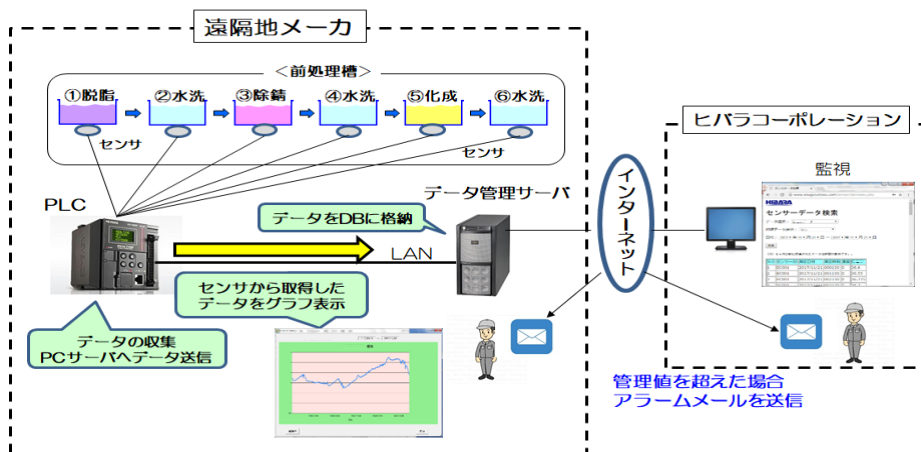 遠隔地メーカ
＜前処理槽＞
①脱脂
②水洗
③除錆
④水洗
⑤化成
⑥水洗
センサ
センサ
ヒバラコーポレーション
監視
HIBARA
センサーデータ検索
インターネット
PLC
データ管理サーバ
データをDBに格納
LAN
センサから取得した
データをグラフ表示
データの収集
PCサーバへデータ送信
管理値を超えた場合
アラームメールを送信